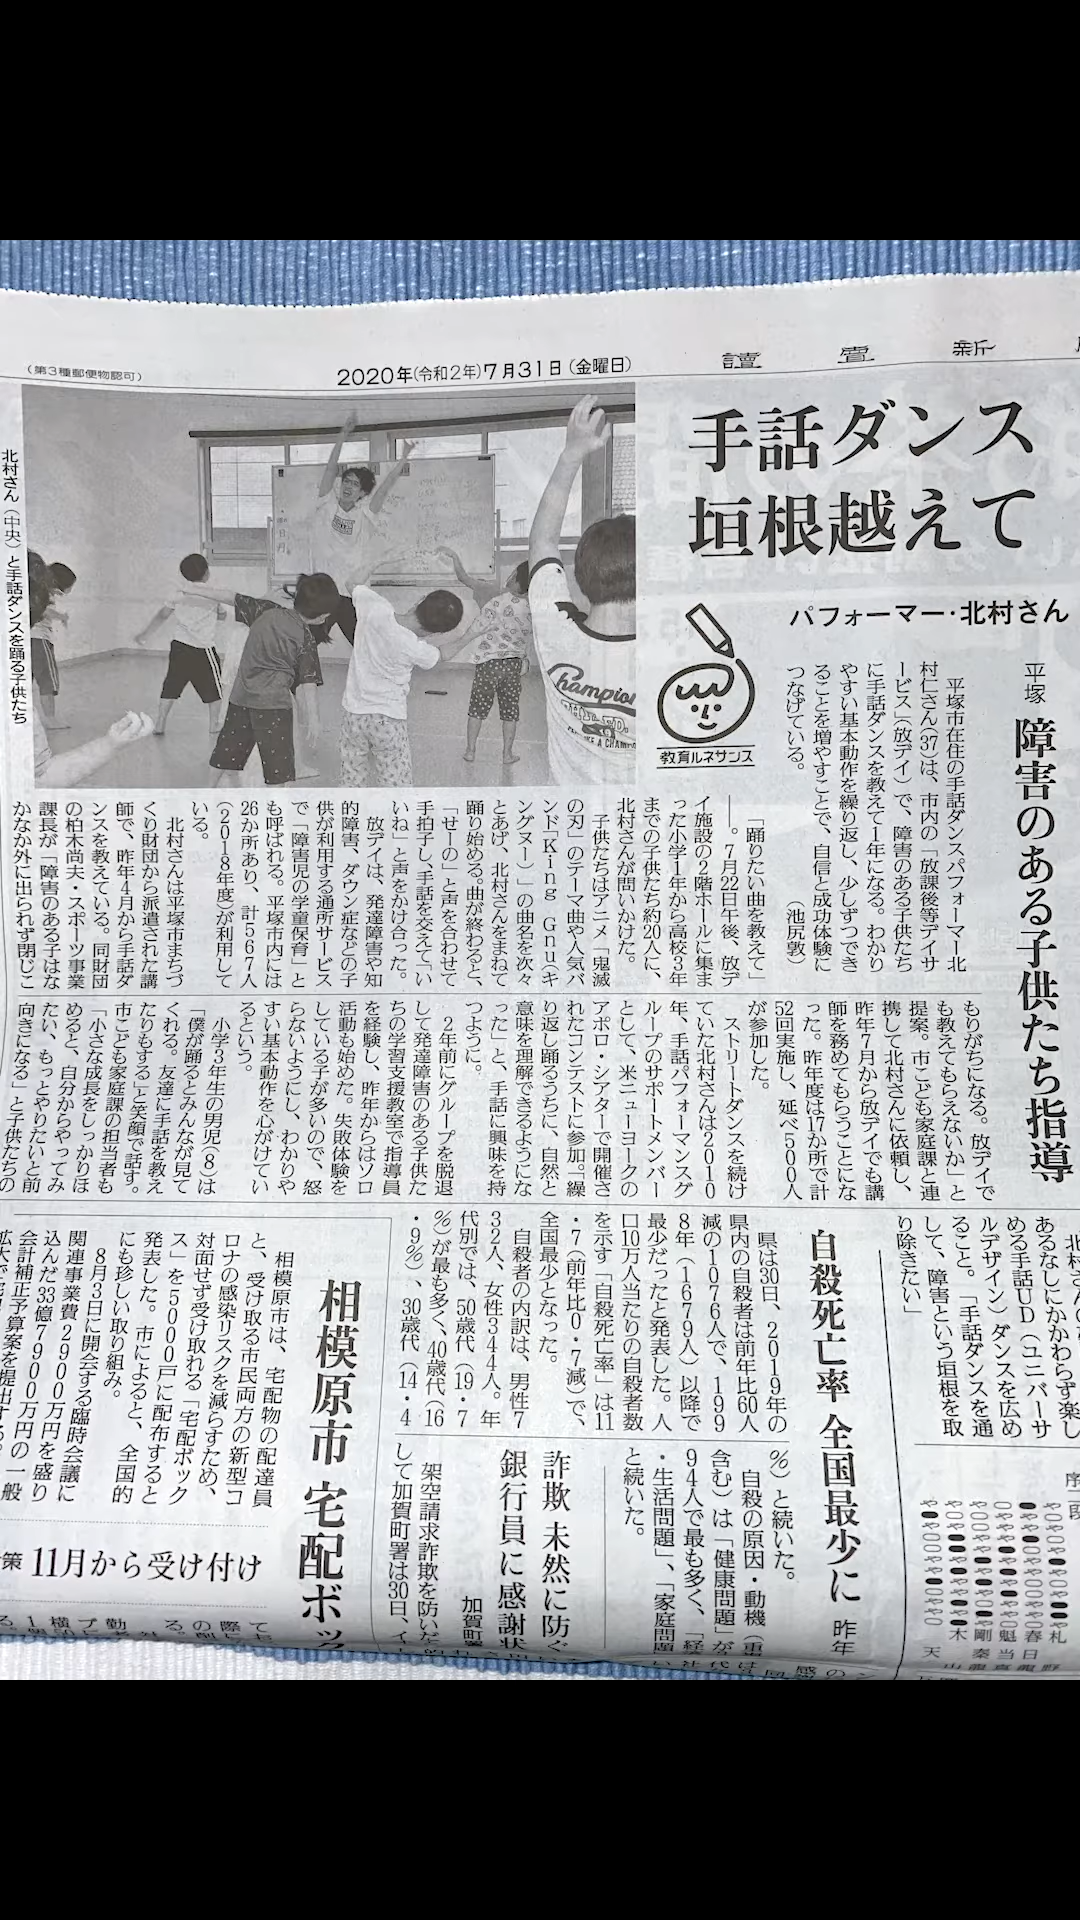 讀賣新
2020年(令和2年)7月31日(金曜日)
(第3種郵便物認可)
手話ダンス
垣根越えて
パフォーマー・北村さん
平塚 障害のある子供たち指導
教育ルネサンス
北村さん(中央)と手話ダンスを踊る子供たち
平塚市在住の手話ダンスパフォーマー北
村仁さん(37)は、市内の「放課後等デイサ
ービス」(放デイ)で、障害のある子供たち
に手話ダンスを教えて1年になる。わかり
やすい基本動作を繰り返し、少しずつでき
ることを増やすことで、自信と成功体験に
つなげている。
(池尻敦)
「踊りたい曲を教えて」
――。7月22日午後、放デ
イ施設の2階ホールに集ま
った小学1年から高校3年
までの子供たち約20人に、
北村さんが問いかけた。
子供たちはアニメ「鬼滅
の刃」のテーマ曲や人気バ
ンド「King Gnu(キ
ングヌー)」の曲名を次々
とあげ、北村さんをまねて
踊り始める。曲が終わると、
「せーの」と声を合わせて
手拍子し、手話を交えて「い
いね」と声をかけ合った。
放デイは、発達障害や知
的障害、ダウン症などの子
供が利用する通所サービス
で「障害児の学童保育」と
も呼ばれる。平塚市内には
26か所あり、計567人
(2018年度)が利用して
いる。
北村さんは平塚市まちづ
くり財団から派遣された講
師で、昨年4月から手話ダ
ンスを教えている。同財団
の柏木尚夫・スポーツ事業
課長が「障害のある子はな
かなか外に出られず閉じこ
もりがちになる。放デイで
も教えてもらえないか」と
提案。市こども家庭課と連
携して北村さんに依頼し、
昨年7月から放デイでも講
師を務めてもらうことにな
った。昨年度は17か所で計
52回実施し、延べ500人
が参加した。
ストリートダンスを続け
ていた北村さんは2010
年、手話パフォーマンスグ
ループのサポートメンバー
として、米ニューヨークの
アポロ・シアターで開催さ
れたコンテストに参加。「繰
り返し踊るうちに、自然と
意味を理解できるようにな
った」と、手話に興味を持
つように。
2年前にグループを脱退
して発達障害のある子供た
ちの学習支援教室で指導員
を経験し、昨年からはソロ
活動も始めた。失敗体験を
している子が多いので、怒
らないようにし、わかりや
すい基本動作を心がけてい
るという。
小学3年生の男児(8)は
「僕が踊るとみんなが見て
くれる。友達に手話を教え
たりもする」と笑顔で話す。
市こども家庭課の担当者も
「小さな成長をしっかりほ
めると、自分からやってみ
たい、もっとやりたいと前
向きになる」と子供たちの
あるなしにかかわらず楽し
める手話UD(ユニバーサ
ルデザイン)ダンスを広め
ること。「手話ダンスを通
して、障害という垣根を取
り除きたい」
自殺死亡率 全国最少に 昨年
県は30日、2019年の
県内の自殺者は前年比60人
減の1076人で、199
8年(1679人)以降で
最少だったと発表した。人
口10万人当たりの自殺者数
を示す「自殺死亡率」は11
・7(前年比0・7減)で、
全国最少となった。
自殺者の内訳は、男性7
32人、女性344人。年
代別では、50歳代(19・7
%)が最も多く、40歳代(16
・9%)、30歳代(14・4
%)と続いた。
自殺の原因・動機(重
含む)は「健康問題」が
94人で最も多く、「経
・生活問題」、「家庭問題
と続いた。
詐欺 未然に防ぐ
銀行員に感謝状
加賀町署
架空請求詐欺を防いだ
して加賀町署は30日、イ
相模原市 宅配ボック
11月から受け付け
相模原市は、宅配物の配達員
と、受け取る市民両方の新型コ
ロナの感染リスクを減らすため、
対面せず受け取れる「宅配ボック
ス」を5000戸に配布すると
発表した。市によると、全国的
にも珍しい取り組み。
8月3日に開会する臨時会議に
関連事業費2900万円を盛り
込んだ33億7900万円の一般
会計補正予算案を提出する。
序二段